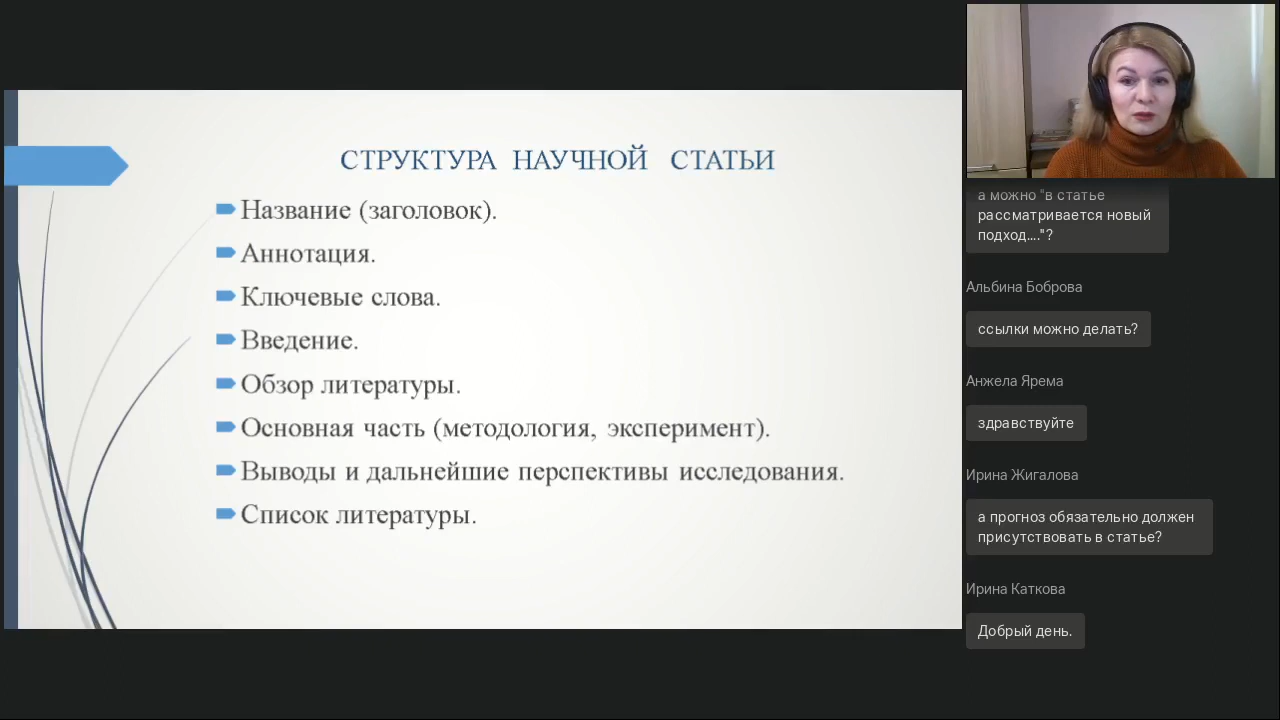 СТРУКТУРА НАУЧНОЙ СТАТЬИ
Название (заголовок).
Аннотация.
Ключевые слова.
Введение.
Обзор литературы.
Основная часть (методология, эксперимент).
Выводы и дальнейшие перспективы исследования.
Список литературы.
а можно "в статье
рассматривается новый
подход...."?
Альбина Боброва
ссылки можно делать?
Анжела Ярема
здравствуйте
Ирина Жигалова
а прогноз обязательно должен
присутствовать в статье?
Ирина Каткова
Добрый день.